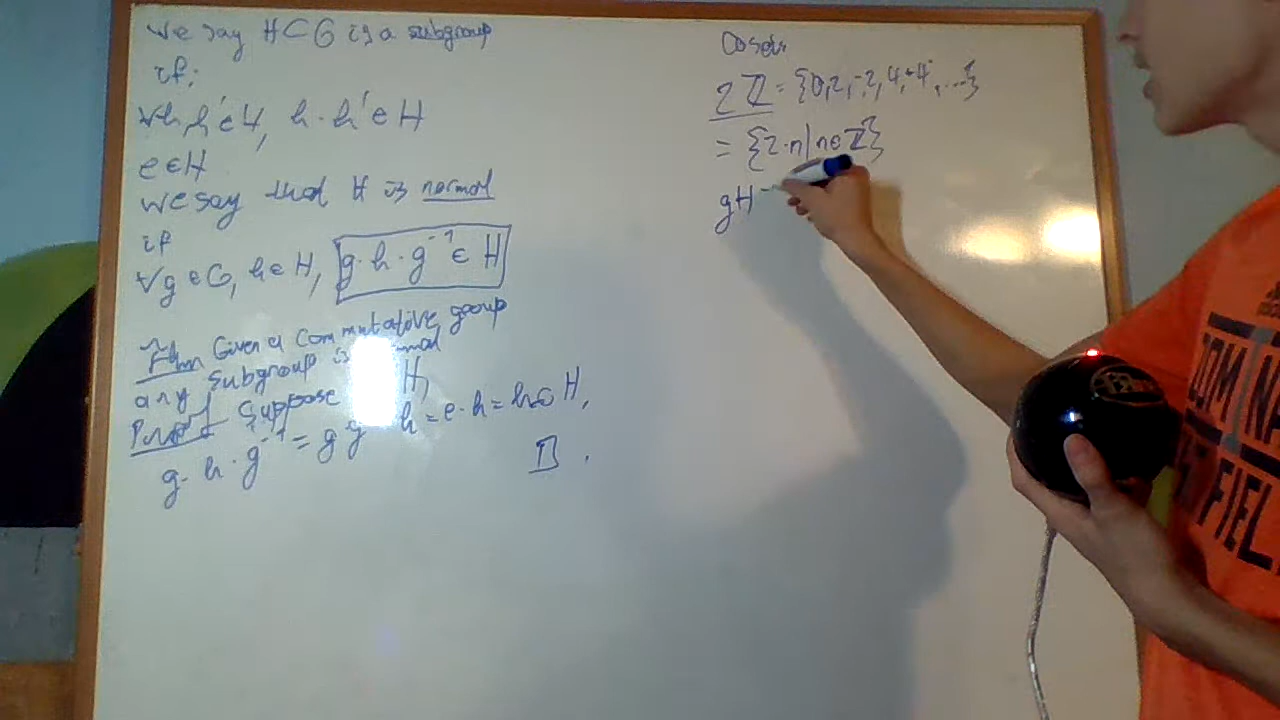 We say H⊂G is a subgroup
if:
∀h,h'∈H, h·h'∈H
e∈H
we say that H is normal
if
∀g∈G, h∈H, g·h·g⁻¹∈H
Thm Given a commutative group
any subgroup is
Proof Suppose H,
g·h·g⁻¹ = g g⁻¹ h = e·h = h∈H,
Cosets
2ℤ = {0,2,-2,4,-4,...}
= {2·n|n∈ℤ}
gH
FIEL